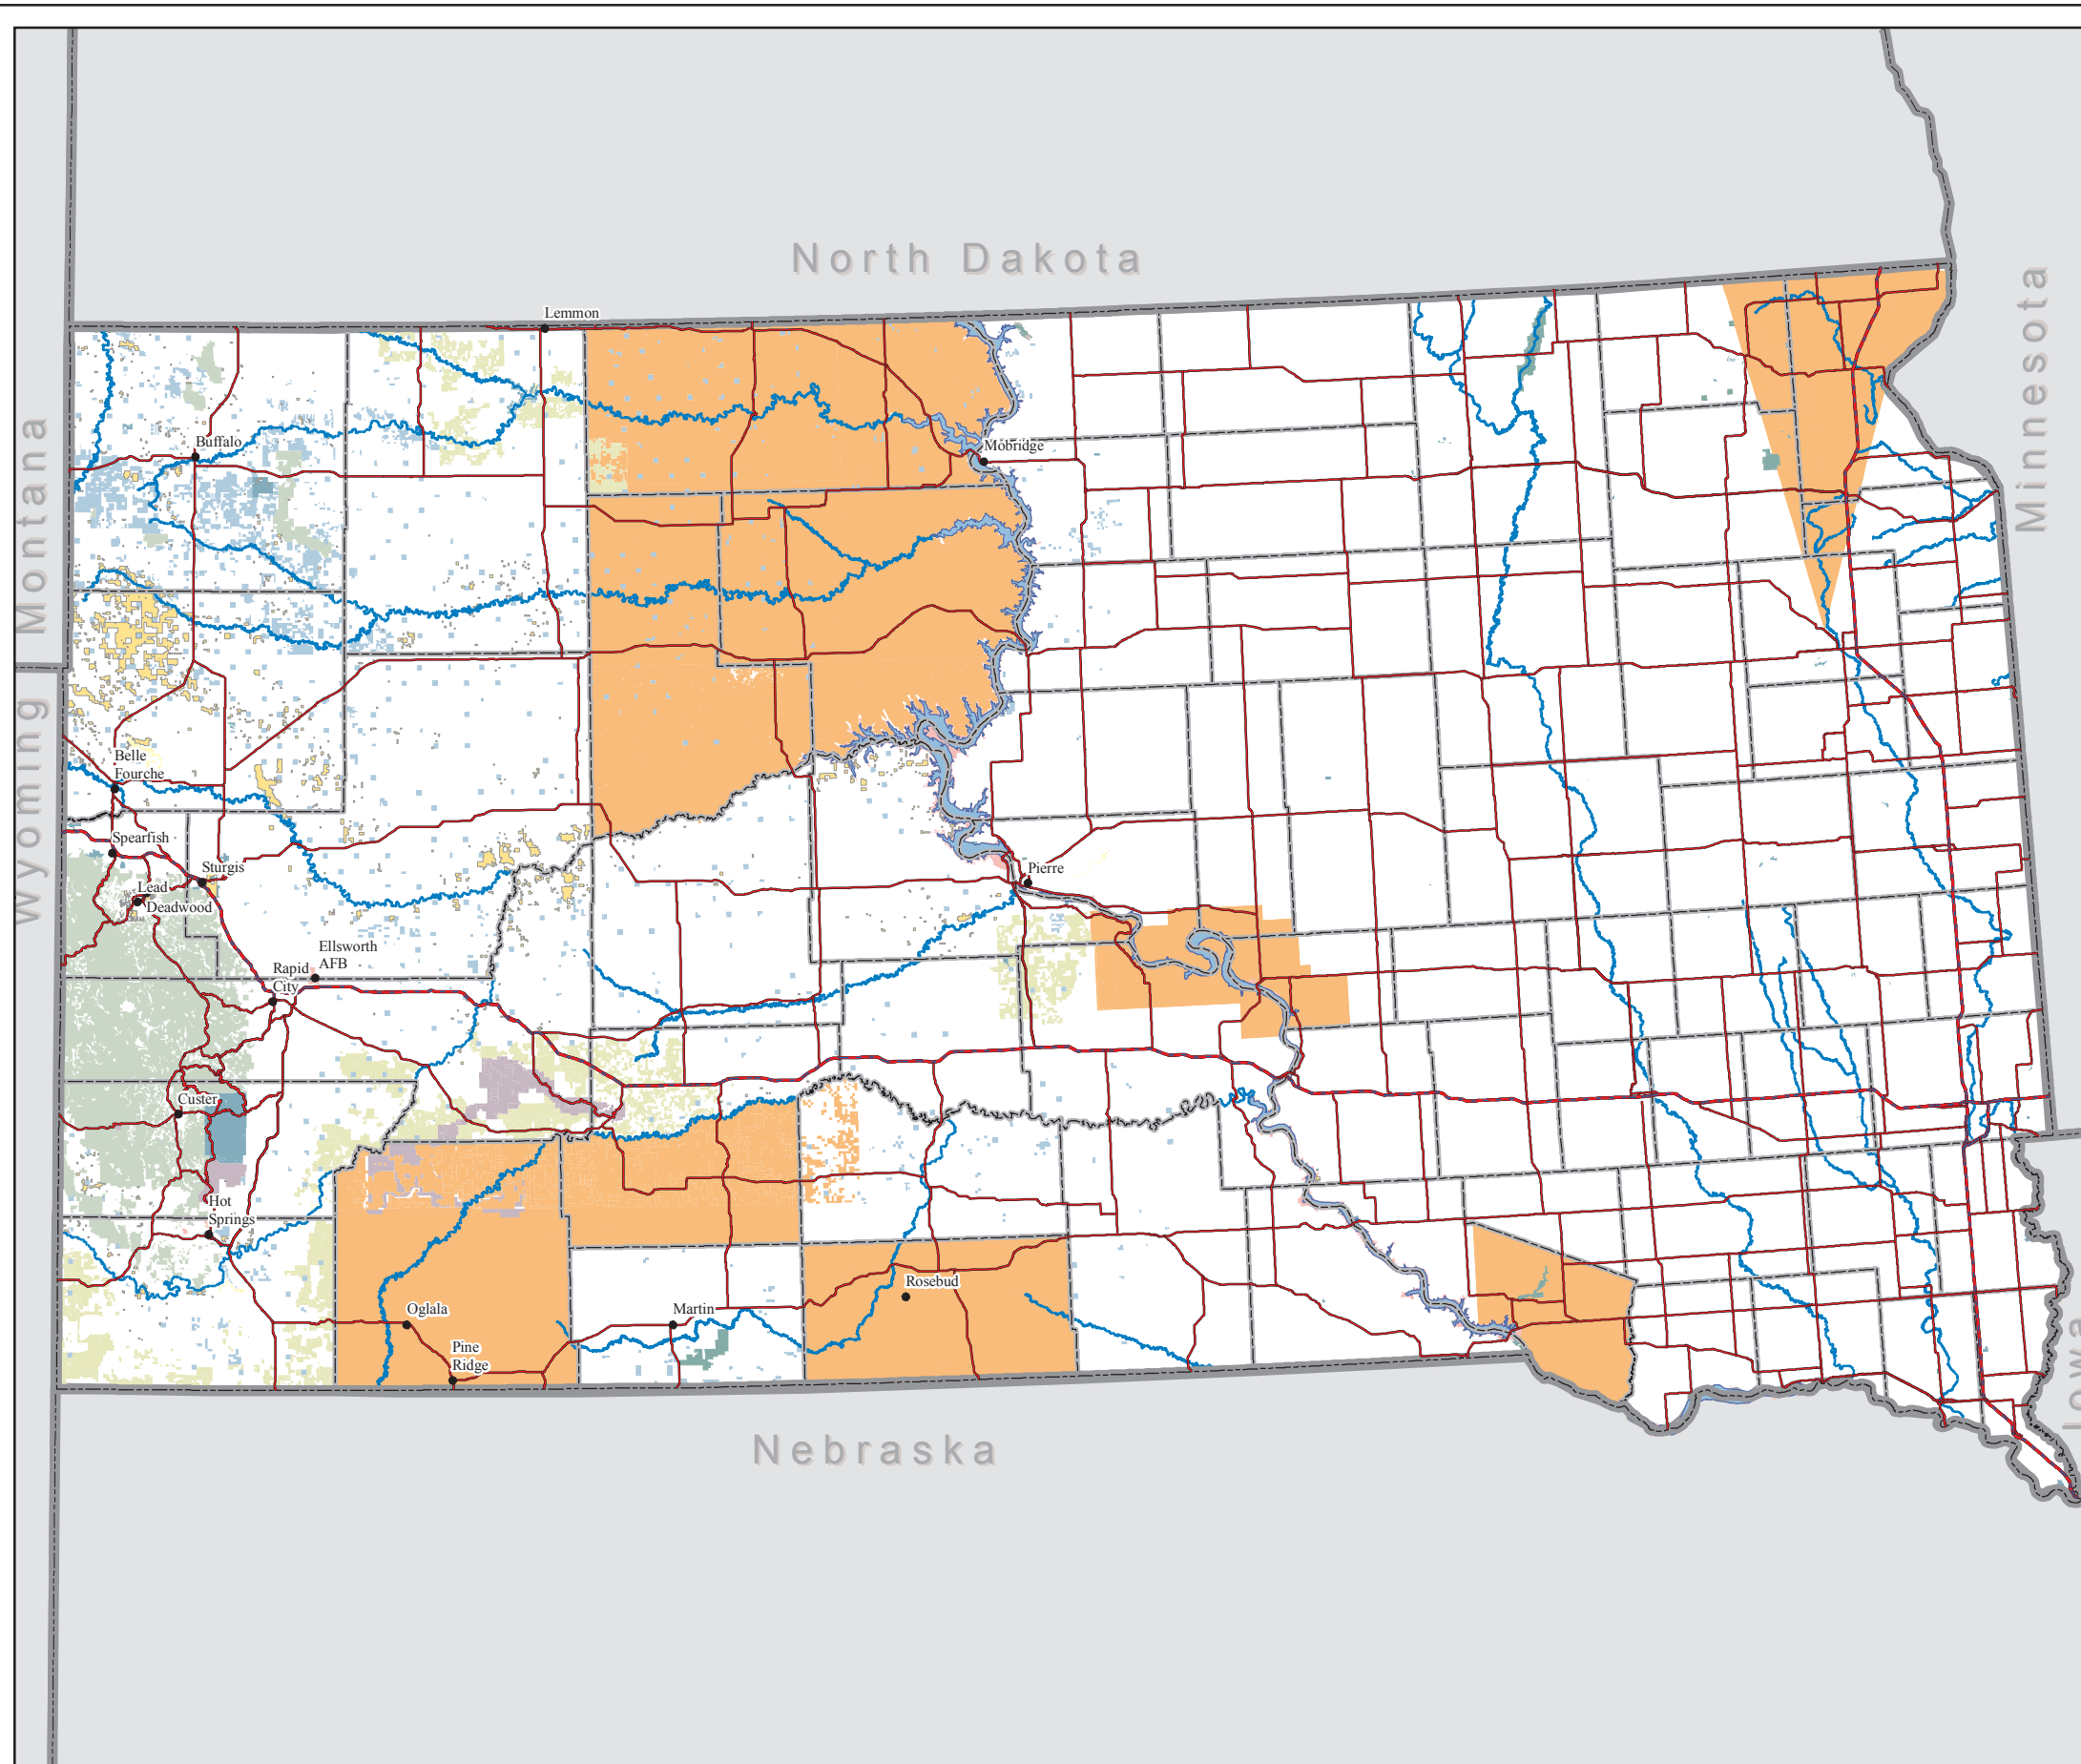 North Dakota
Minnesota
Montana
Wyoming
Lemmon
Buffalo
Mobridge
Belle
Fourche
Spearfish
Sturgis
Lead
Deadwood
Pierre
Ellsworth
AFB
Rapid
City
Custer
Hot
Springs
Rosebud
Oglala
Martin
Pine
Ridge
Iowa
Nebraska